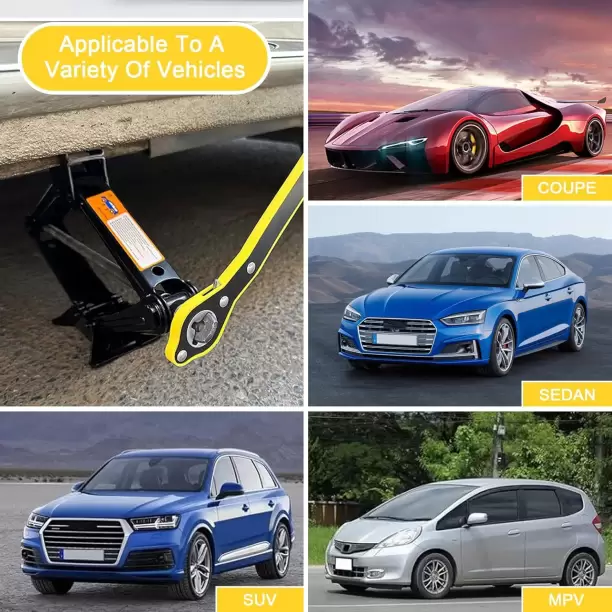 Applicable To A
Variety Of Vehicles
COUPE
SEDAN
SUV
MPV